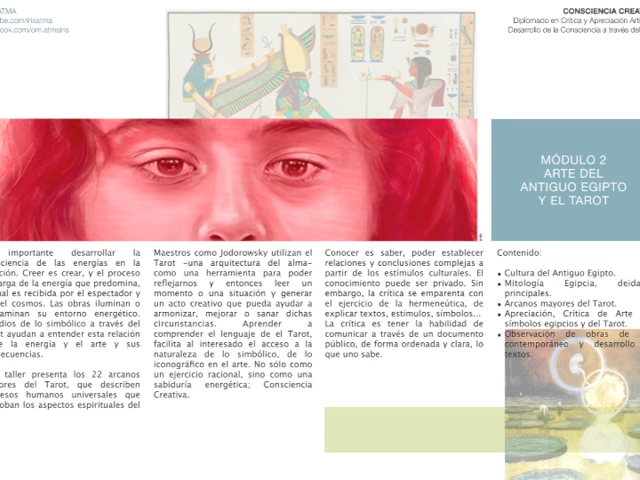 ATMA
be.com/irisatma
ook.com/om.atmairis
CONSCIENCIA CREAT
Diplomado en Crítica y Apreciación Artí
Desarrollo de la Consciencia a través del
MÓDULO 2
ARTE DEL
ANTIGUO EGIPTO
Y EL TAROT
importante desarrollar la
ciencia de las energías en la
ción. Creer es crear, y el proceso
arga de la energía que predomina,
ual es recibida por el espectador y
el cosmos. Las obras iluminan o
aminan su entorno energético.
dios de lo simbólico a través del
t ayudan a entender esta relación
e la energía y el arte y sus
ecuencias.
taller presenta los 22 arcanos
ores del Tarot, que describen
esos humanos universales que
oban los aspectos espirituales del
Maestros como Jodorowsky utilizan el
Tarot -una arquitectura del alma-
como una herramienta para poder
reflejarnos y entonces leer un
momento o una situación y generar
un acto creativo que pueda ayudar a
armonizar, mejorar o sanar dichas
circunstancias. Aprender a
comprender el lenguaje de el Tarot,
facilita al interesado el acceso a la
naturaleza de lo simbólico, de lo
iconográfico en el arte. No sólo como
un ejercicio racional, sino como una
sabiduría energética; Consciencia
Creativa.
Conocer es saber, poder establecer
relaciones y conclusiones complejas a
partir de los estímulos culturales. El
conocimiento puede ser privado. Sin
embargo, la crítica se emparenta con
el ejercicio de la hermenéutica, de
explicar textos, estímulos, símbolos...
La crítica es tener la habilidad de
comunicar a través de un documento
público, de forma ordenada y clara, lo
que uno sabe.
Contenido:
• Cultura del Antiguo Egipto.
• Mitología Egipcia, deida
principales.
• Arcanos mayores del Tarot.
• Apreciación, Crítica de Arte
símbolos egipcios y del Tarot.
• Observación de obras de
contemporáneo y desarrollo
textos.